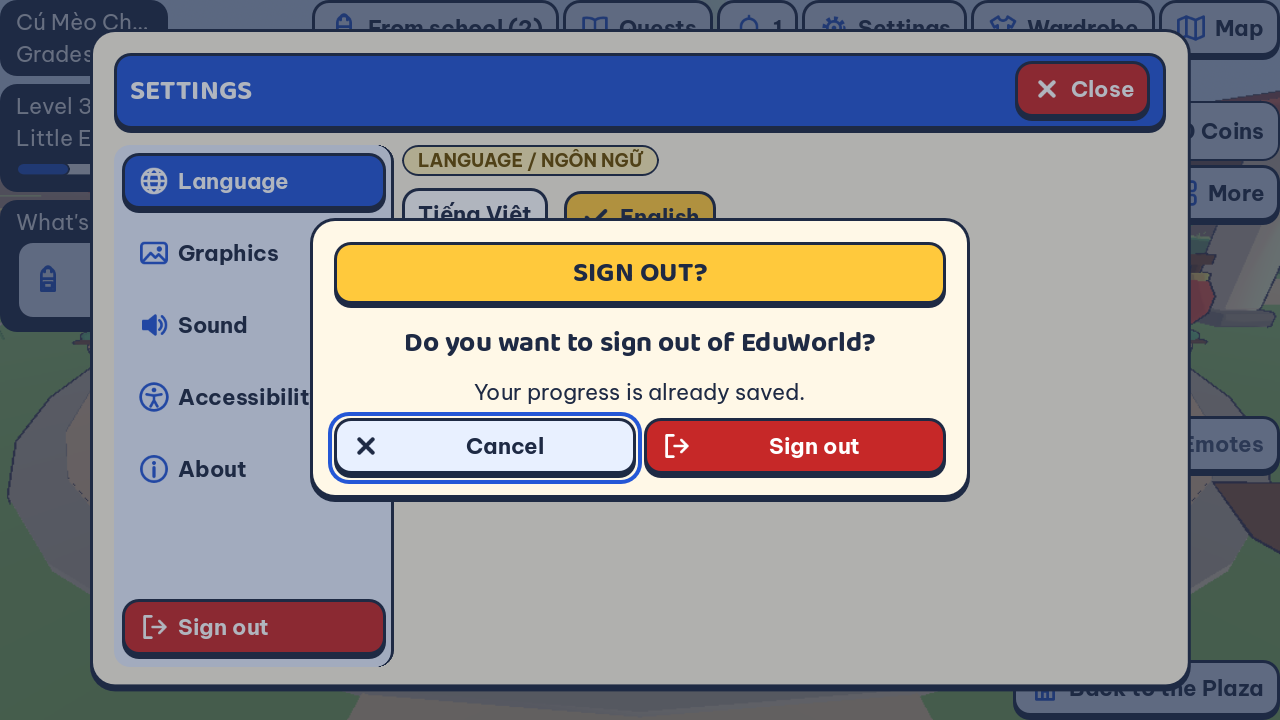 Cú Mèo Ch...
Grades
From school (2)
Quests
1
Settings
Wardrobe
Map
Level 3
Little E
What's
SETTINGS
Close
Coins
More
Emotes
Back to the Plaza
Language
Graphics
Sound
Accessibilit
About
Sign out
LANGUAGE / NGÔN NGỮ
Tiếng Việt
English
SIGN OUT?
Do you want to sign out of EduWorld?
Your progress is already saved.
Cancel
Sign out